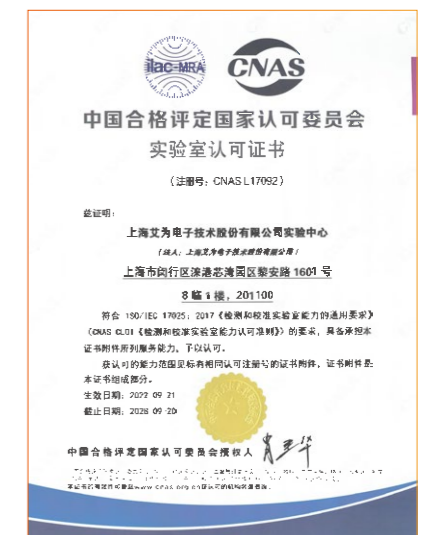 ilac-MRA
CNAS
中国合格评定国家认可委员会
实验室认可证书
（注册号：CNAS L17092）
兹证明：
上海艾为电子技术股份有限公司实验中心
（法人：上海艾为电子技术股份有限公司）
上海市闵行区漕港芯湾园区黎安路 1601 号
8 幢 1 楼，201100
符合 ISO/IEC 17025：2017《检测和校准实验室能力的通用要求》
（CNAS CL01《检测和校准实验室能力认可准则》）的要求，具备承担本
证书附件所列服务能力，予以认可。
获认可的能力范围见标有相同认可注册号的证书附件，证书附件是
本证书组成部分。
生效日期：2022-09-21
截止日期：2028-09-20
中国合格评定国家认可委员会授权人